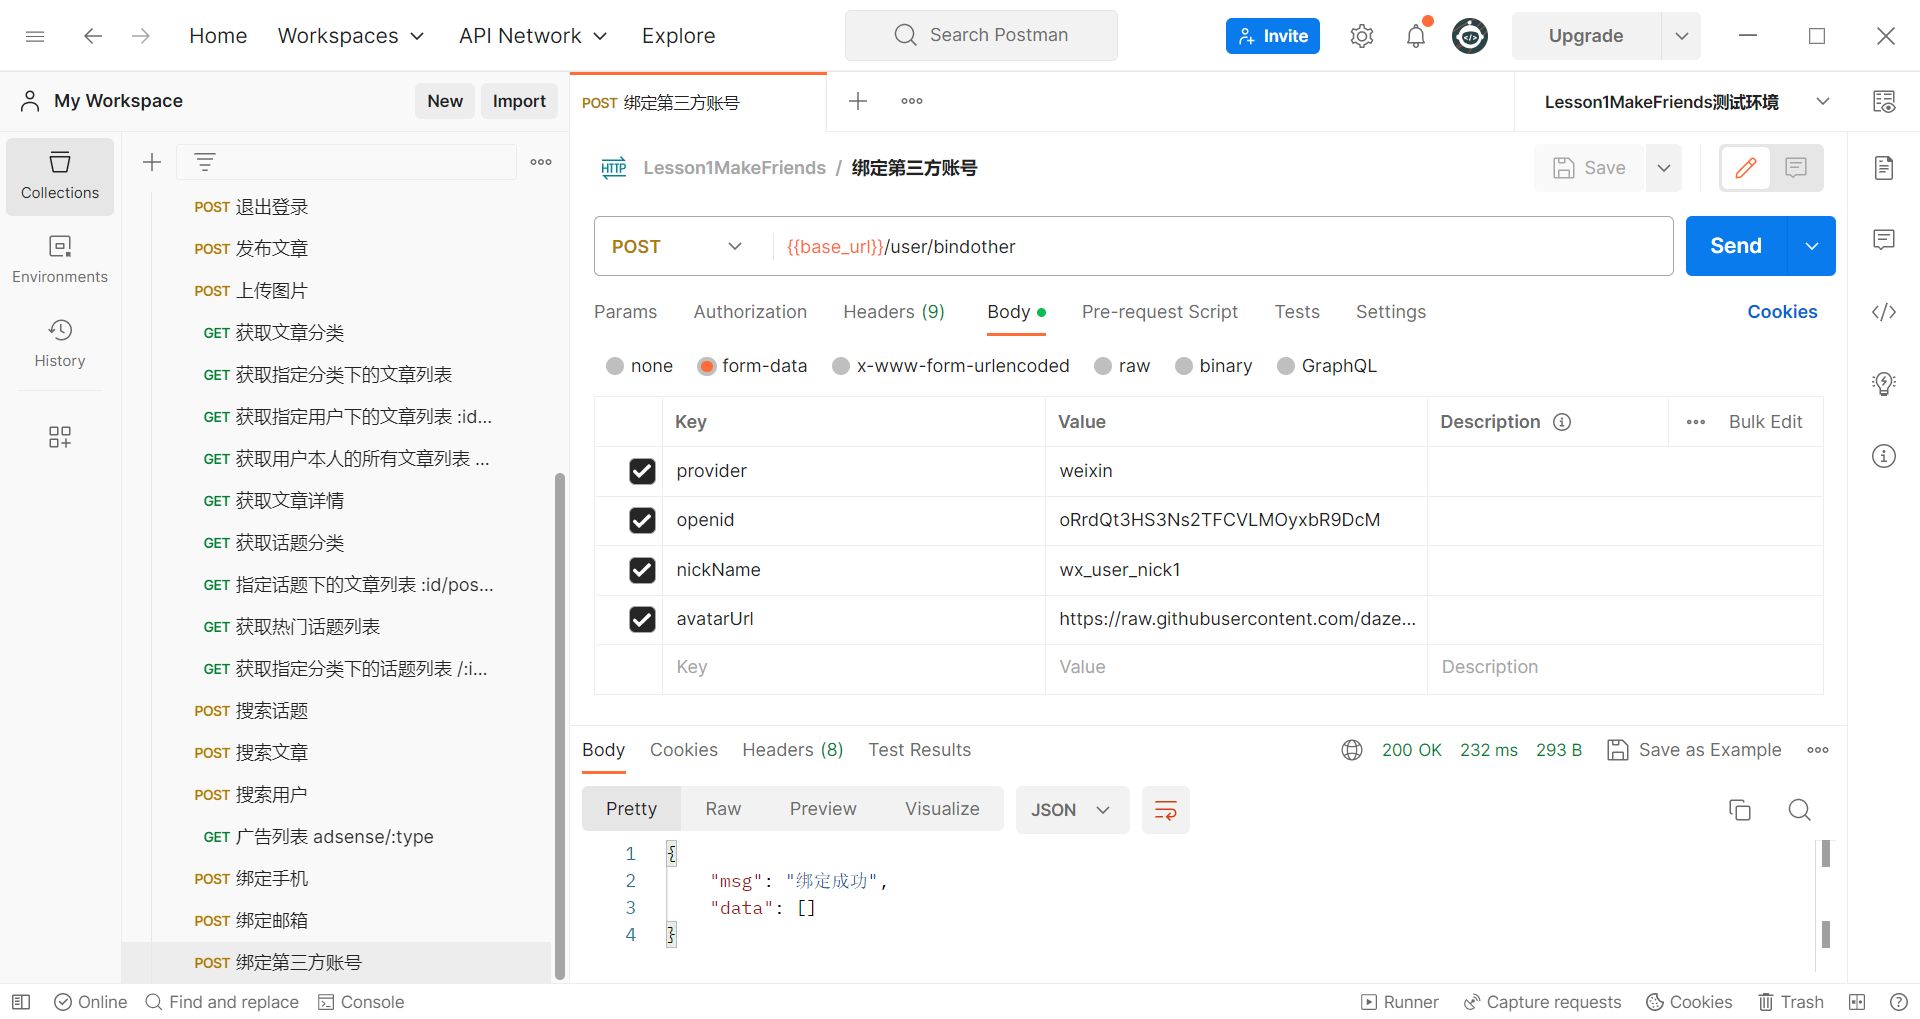 Home Workspaces API Network Explore Search Postman Invite Upgrade
My Workspace New Import
POST 绑定第三方账号
Lesson1MakeFriends测试环境
Collections
Environments
History
POST 退出登录
POST 发布文章
POST 上传图片
GET 获取文章分类
GET 获取指定分类下的文章列表
GET 获取指定用户下的文章列表 :id...
GET 获取用户本人的所有文章列表 ...
GET 获取文章详情
GET 获取话题分类
GET 指定话题下的文章列表 :id/pos...
GET 获取热门话题列表
GET 获取指定分类下的话题列表 /:i...
POST 搜索话题
POST 搜索文章
POST 搜索用户
GET 广告列表 adsense/:type
POST 绑定手机
POST 绑定邮箱
POST 绑定第三方账号
HTTP Lesson1MakeFriends / 绑定第三方账号 Save
POST {{base_url}}/user/bindother Send
Params Authorization Headers (9) Body Pre-request Script Tests Settings Cookies
none form-data x-www-form-urlencoded raw binary GraphQL
Key Value Description Bulk Edit
provider weixin
openid oRrdQt3HS3Ns2TFCVLMOyxbR9DcM
nickName wx_user_nick1
avatarUrl https://raw.githubusercontent.com/daze...
Key Value Description
Body Cookies Headers (8) Test Results 200 OK 232 ms 293 B Save as Example
Pretty Raw Preview Visualize JSON
1 {
2 "msg": "绑定成功",
3 "data": []
4 }
Online Find and replace Console Runner Capture requests Cookies Trash